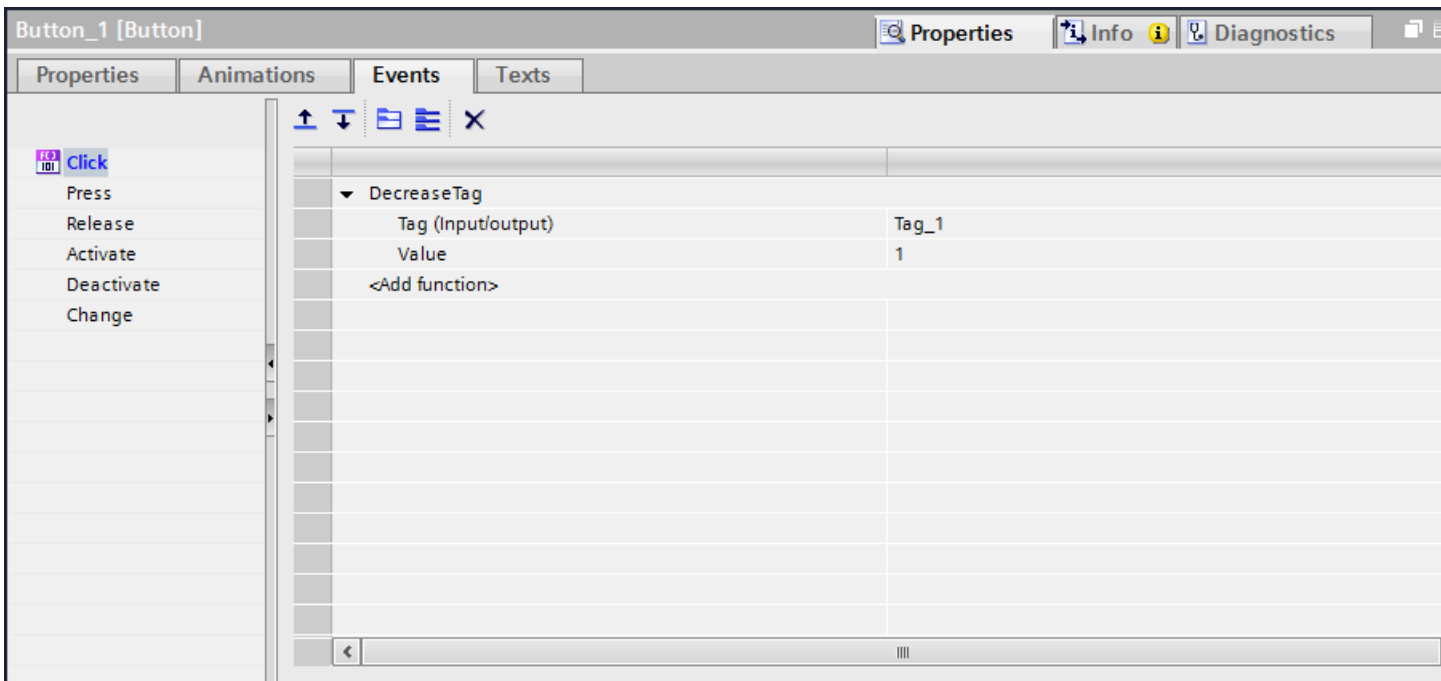 Button_1 [Button]
Properties Info Diagnostics
Properties Animations Events Texts
Click
Press
Release
Activate
Deactivate
Change
DecreaseTag
Tag (Input/output) Tag_1
Value 1
<Add function>